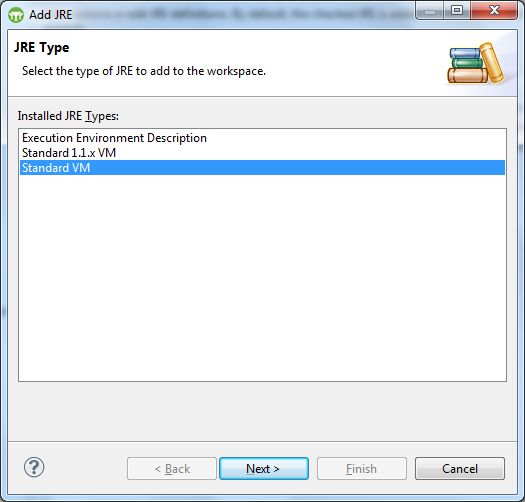 Add JRE
JRE Type
Select the type of JRE to add to the workspace.
Installed JRE Types:
Execution Environment Description
Standard 1.1.x VM
Standard VM
?
< Back
Next >
Finish
Cancel